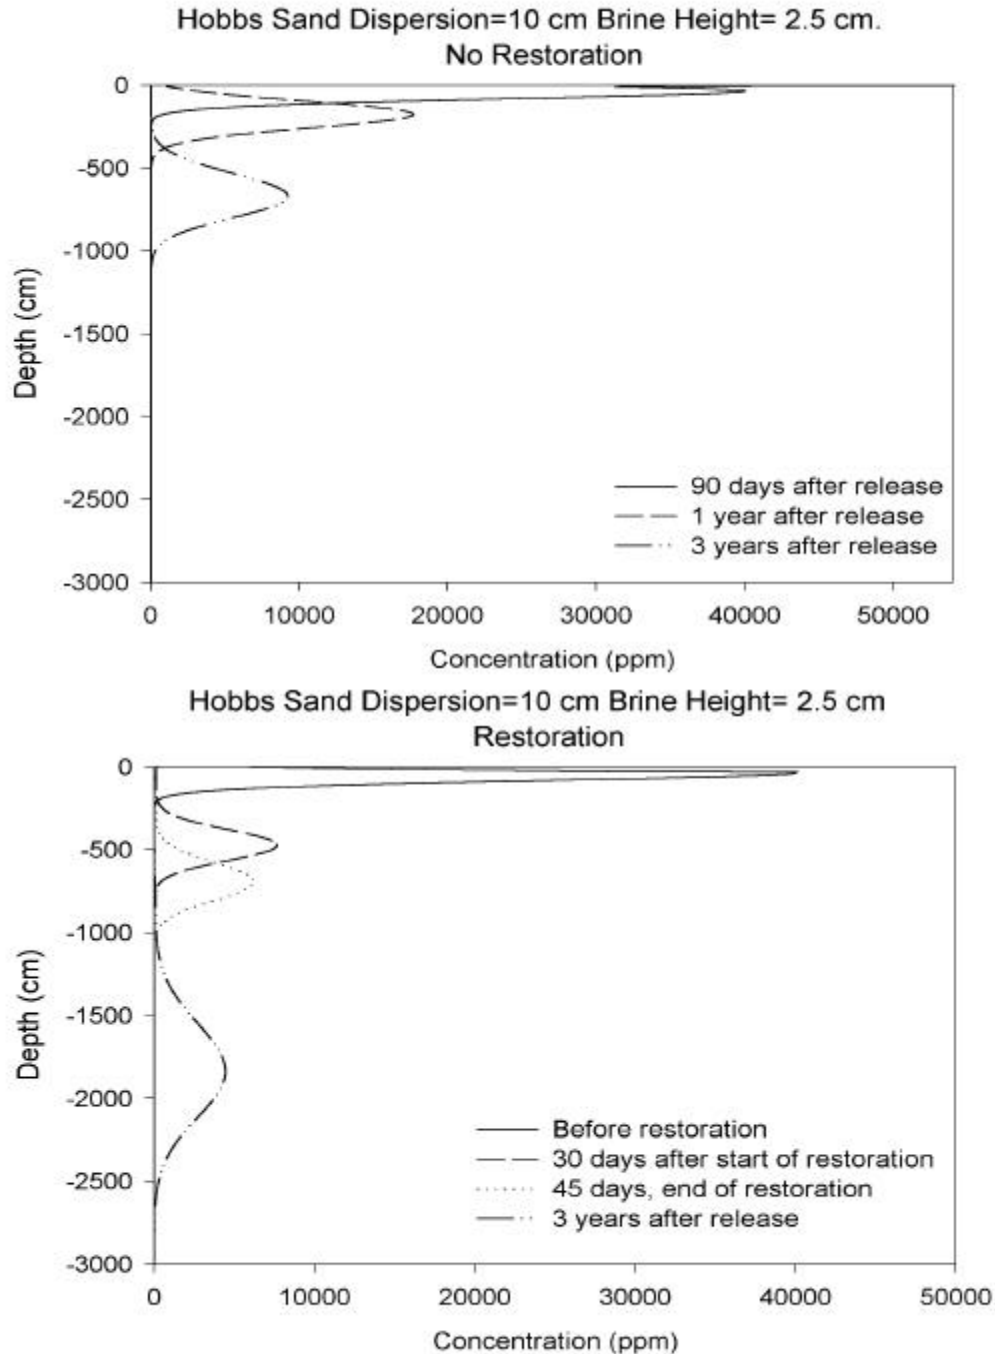 Hobbs Sand Dispersion=10 cm Brine Height= 2.5 cm.
No Restoration
0
-500
-1000
-1500
-2000
-2500
-3000
Depth (cm)
90 days after release
1 year after release
3 years after release
0 10000 20000 30000 40000 50000
Concentration (ppm)
Hobbs Sand Dispersion=10 cm Brine Height= 2.5 cm
Restoration
0
-500
-1000
-1500
-2000
-2500
-3000
Depth (cm)
Before restoration
30 days after start of restoration
45 days, end of restoration
3 years after release
0 10000 20000 30000 40000 50000
Concentration (ppm)